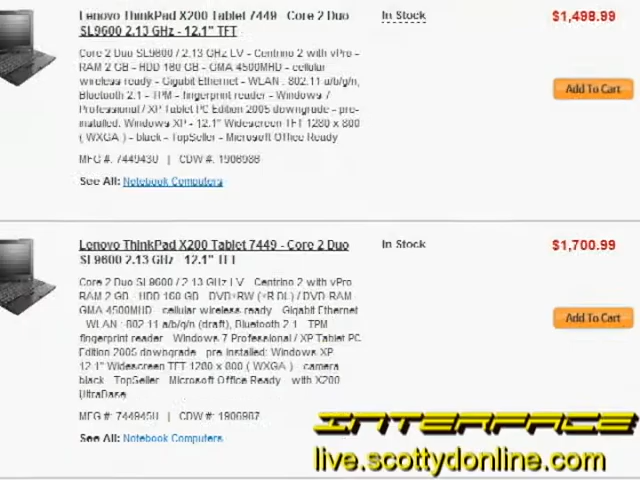 Lenovo ThinkPad X200 Tablet 7449 - Core 2 Duo
SL9600 2.13 GHz - 12.1" TFT
In Stock
$1,498.99
Core 2 Duo SL9600 / 2.13 GHz LV - Centrino 2 with vPro -
RAM 2 GB - HDD 160 GB - GMA 4500MHD - cellular
wireless ready - Gigabit Ethernet - WLAN : 802.11 a/b/g/n,
Bluetooth 2.1 - TPM - fingerprint reader - Windows 7
Professional / XP Tablet PC Edition 2005 downgrade - pre-
installed: Windows XP - 12.1" Widescreen TFT 1280 x 800
( WXGA ) - black - TopSeller - Microsoft Office Ready
Add To Cart
MFG #: 7449430 | CDW #: 1906988
See All: Notebook Computers
Lenovo ThinkPad X200 Tablet 7449 - Core 2 Duo
SL9600 2.13 GHz - 12.1" TFT
In Stock
$1,700.99
Core 2 Duo SL9600 / 2.13 GHz Centrino 2 with vPro
RAM 2 GB - HDD 160 GB - DVD±RW (±R DL) / DVD-RAM
GMA 4500MHD cellular wireless ready Gigabit Ethernet
WLAN : 802.11 a/b/g/n (draft), Bluetooth 2.1 TPM
fingerprint reader Windows 7 Professional / XP Tablet PC
Edition 2005 downgrade pre installed: Windows XP
12.1" Widescreen TFT 1280 x 800 ( WXGA ) camera
black TopSeller Microsoft Office Ready with X200
UltraBase
Add To Cart
MFG #: | CDW #: 1906987
See All: Notebook Computers
INTERFACE
live.scottydonline.com